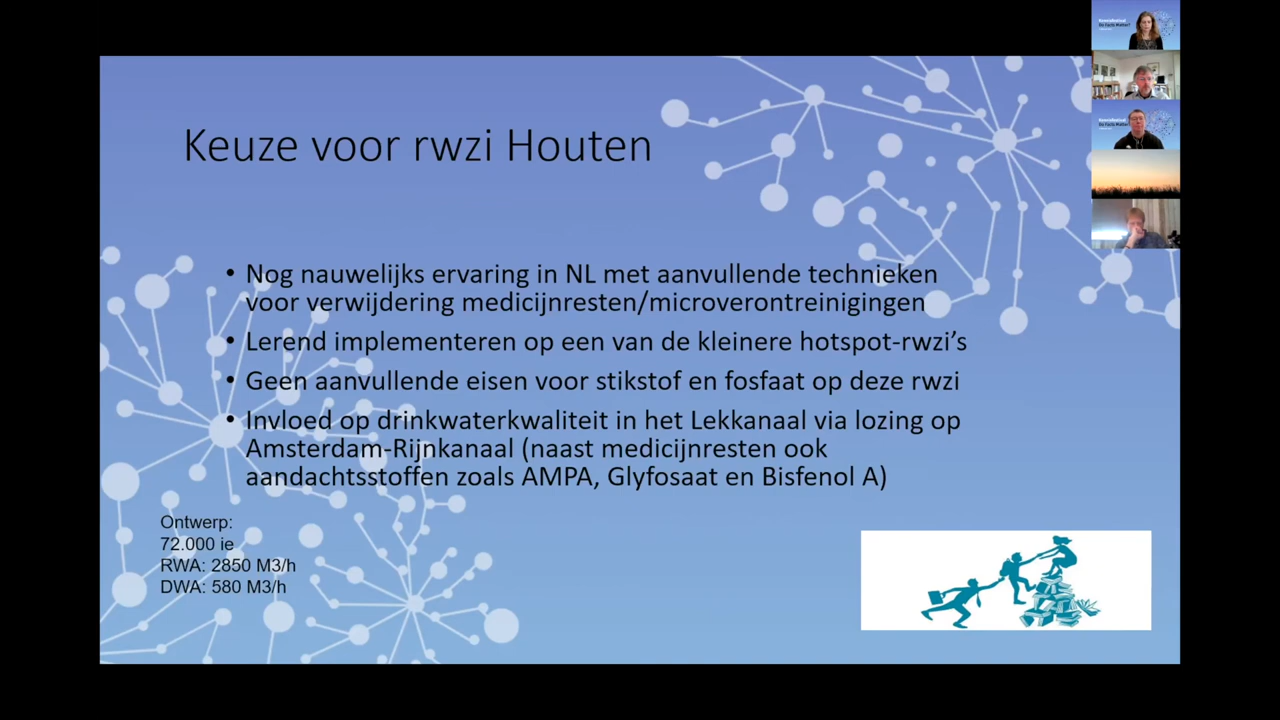 Keuze voor rwzi Houten
• Nog nauwelijks ervaring in NL met aanvullende technieken
voor verwijdering medicijnresten/microverontreinigingen
• Lerend implementeren op een van de kleinere hotspot-rwzi’s
• Geen aanvullende eisen voor stikstof en fosfaat op deze rwzi
• Invloed op drinkwaterkwaliteit in het Lekkanaal via lozing op
Amsterdam-Rijnkanaal (naast medicijnresten ook
aandachtsstoffen zoals AMPA, Glyfosaat en Bisfenol A)
Ontwerp:
72.000 ie
RWA: 2850 M3/h
DWA: 580 M3/h